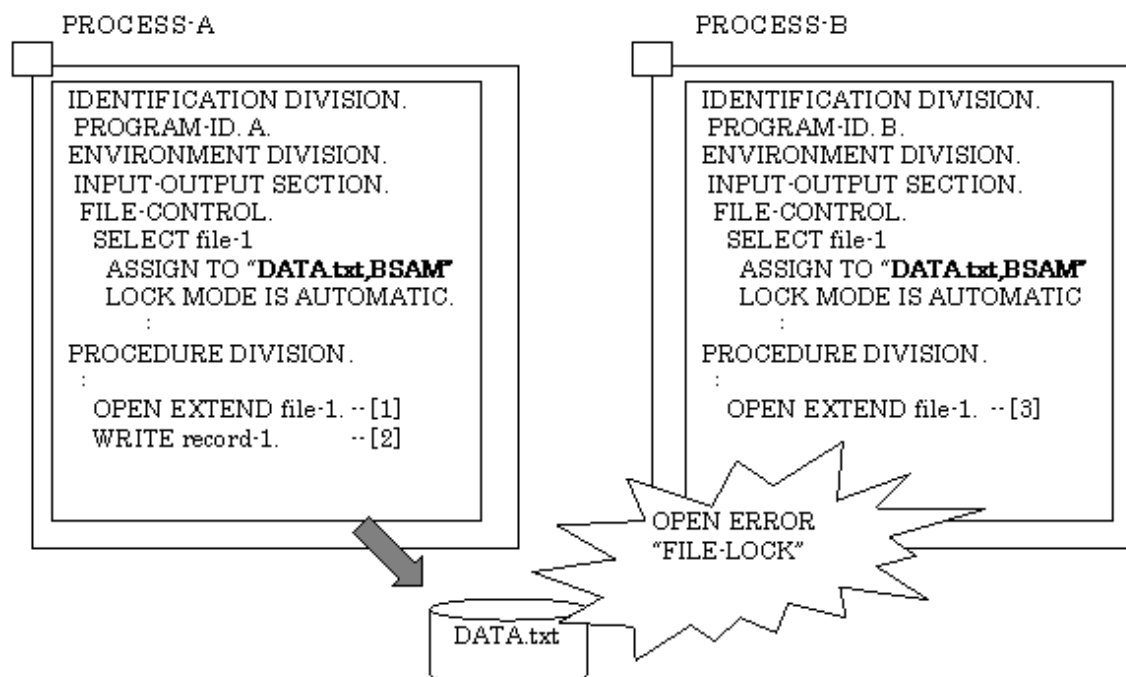 PROCESS-A
IDENTIFICATION DIVISION.
PROGRAM-ID. A.
ENVIRONMENT DIVISION.
INPUT-OUTPUT SECTION.
FILE-CONTROL.
SELECT file-1
ASSIGN TO “DATA.txt,BSAM”
LOCK MODE IS AUTOMATIC.
:
PROCEDURE DIVISION.
:
OPEN EXTEND file-1. --[1]
WRITE record-1. --[2]
PROCESS-B
IDENTIFICATION DIVISION.
PROGRAM-ID. B.
ENVIRONMENT DIVISION.
INPUT-OUTPUT SECTION.
FILE-CONTROL.
SELECT file-1
ASSIGN TO “DATA.txt,BSAM”
LOCK MODE IS AUTOMATIC
:
PROCEDURE DIVISION.
:
OPEN EXTEND file-1. --[3]
OPEN ERROR
“FILE-LOCK”
DATA.txt